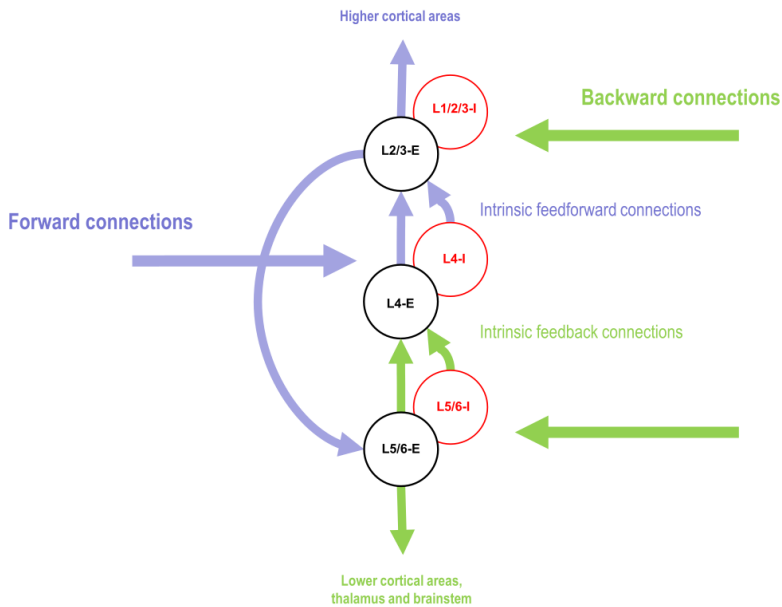 Higher cortical areas
L1/2/3-I
Backward connections
L2/3-E
Forward connections
Intrinsic feedforward connections
L4-I
L4-E
Intrinsic feedback connections
L5/6-I
L5/6-E
Lower cortical areas,
thalamus and brainstem